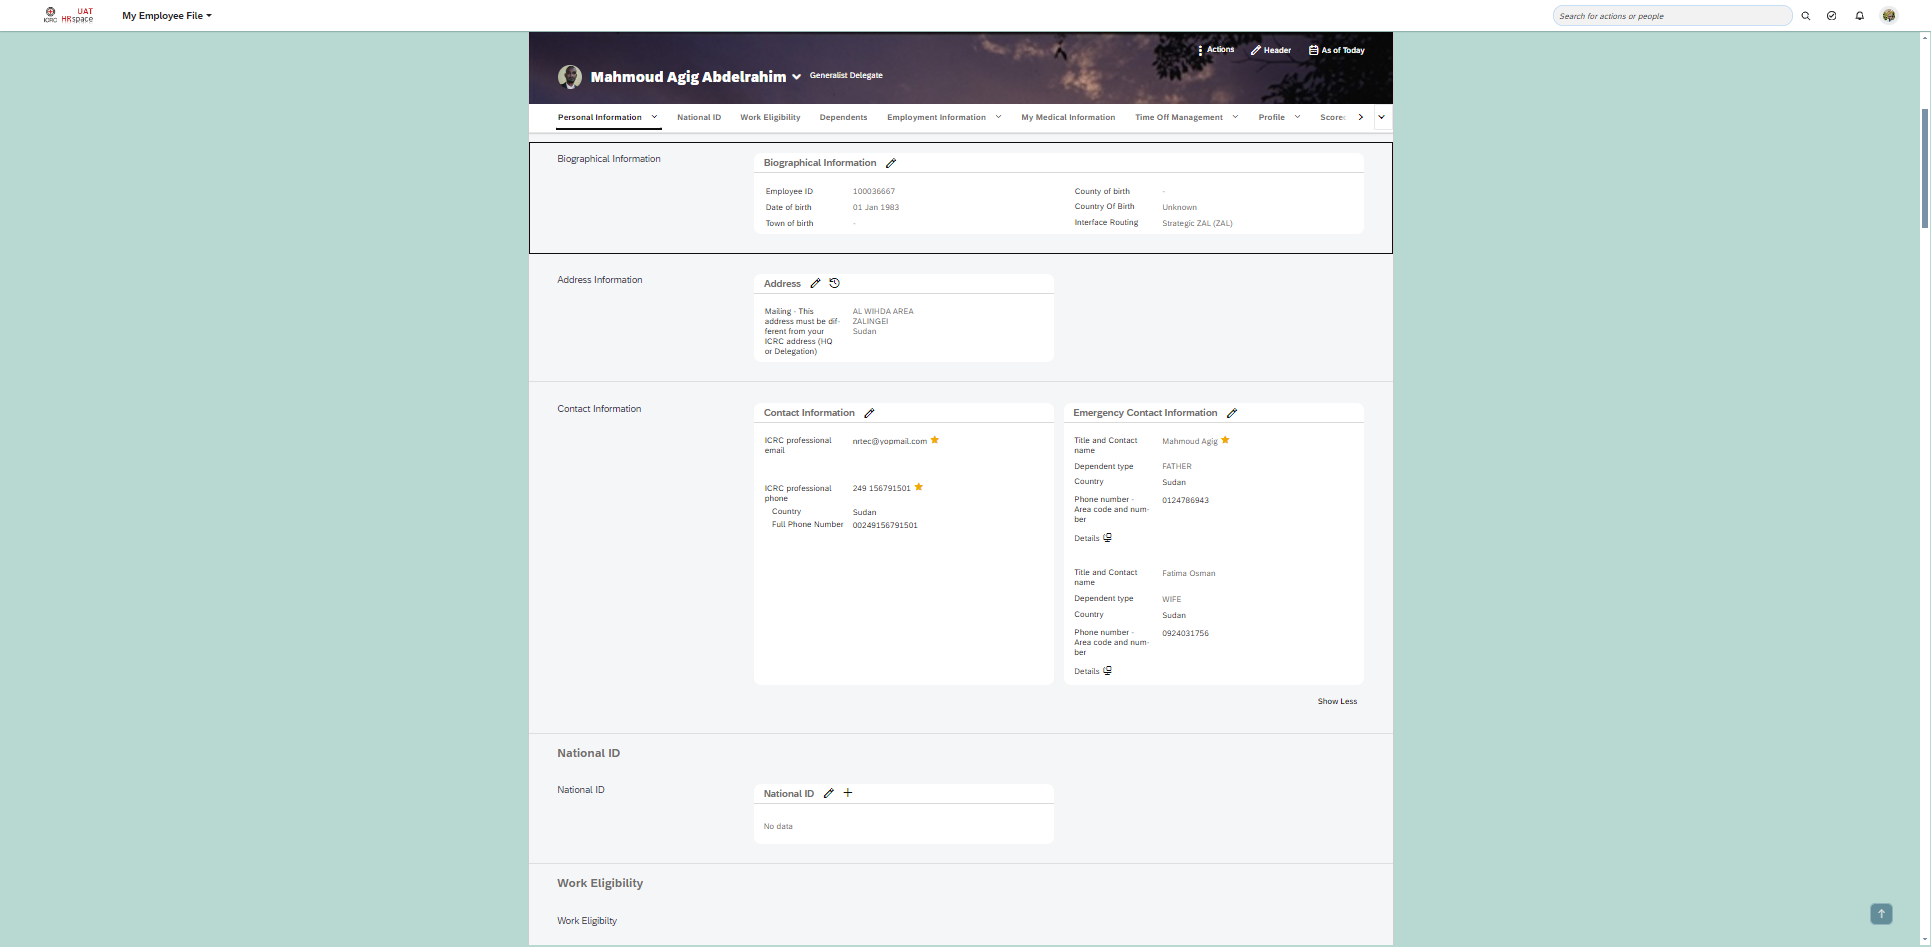 ICRC
UAT
HRspace
My Employee File
Search for actions or people
Actions
Header
As of Today
Mahmoud Agig Abdelrahim
Generalist Delegate
Personal Information
National ID
Work Eligibility
Dependents
Employment Information
My Medical Information
Time Off Management
Profile
Score
Biographical Information
Biographical Information
Employee ID 100036667
Date of birth 01 Jan 1983
Town of birth -
County of birth -
Country Of Birth Unknown
Interface Routing Strategic ZAL (ZAL)
Address Information
Address
Mailing - This
address must be dif-
ferent from your
ICRC address (HQ
or Delegation)
AL WIHDA AREA
ZALINGEI
Sudan
Contact Information
Contact Information
ICRC professional
email
nrtec@yopmail.com
ICRC professional
phone
249 156791501
Country Sudan
Full Phone Number 00249156791501
Emergency Contact Information
Title and Contact
name
Mahmoud Agig
Dependent type FATHER
Country Sudan
Phone number -
Area code and num-
ber
0124786943
Details
Title and Contact
name
Fatima Osman
Dependent type WIFE
Country Sudan
Phone number -
Area code and num-
ber
0924031756
Details
Show Less
National ID
National ID
National ID
No data
Work Eligibility
Work Eligibilty